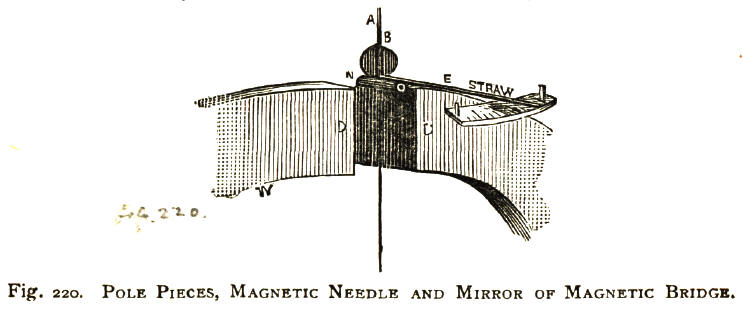 A
B
N
E STRAW
D
C
W
FIG. 220.
Fig. 220. POLE PIECES, MAGNETIC NEEDLE AND MIRROR OF MAGNETIC BRIDGE.